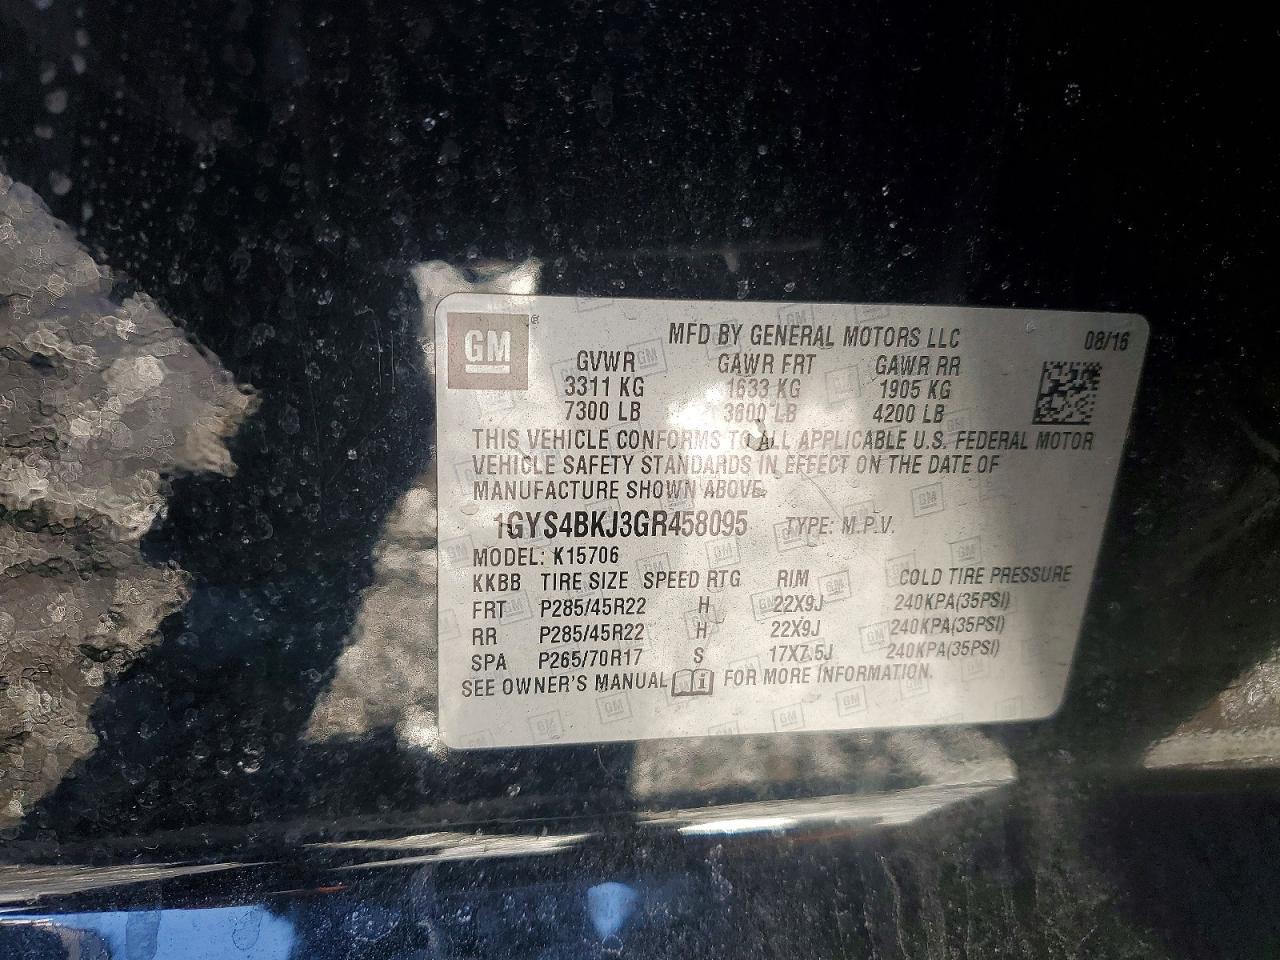 GM ®
MFD BY GENERAL MOTORS LLC 08/16
GVWR GAWR FRT GAWR RR
3311 KG 1633 KG 1905 KG
7300 LB 3600 LB 4200 LB
THIS VEHICLE CONFORMS TO ALL APPLICABLE U.S. FEDERAL MOTOR
VEHICLE SAFETY STANDARDS IN EFFECT ON THE DATE OF
MANUFACTURE SHOWN ABOVE.
1GYS4BKJ3GR458095 TYPE: M.P.V.
MODEL: K15706
KKBB TIRE SIZE SPEED RTG RIM COLD TIRE PRESSURE
FRT P285/45R22 H 22X9J 240KPA(35PSI)
RR P285/45R22 H 22X9J 240KPA(35PSI)
SPA P265/70R17 S 17X7.5J 240KPA(35PSI)
SEE OWNER'S MANUAL i FOR MORE INFORMATION.